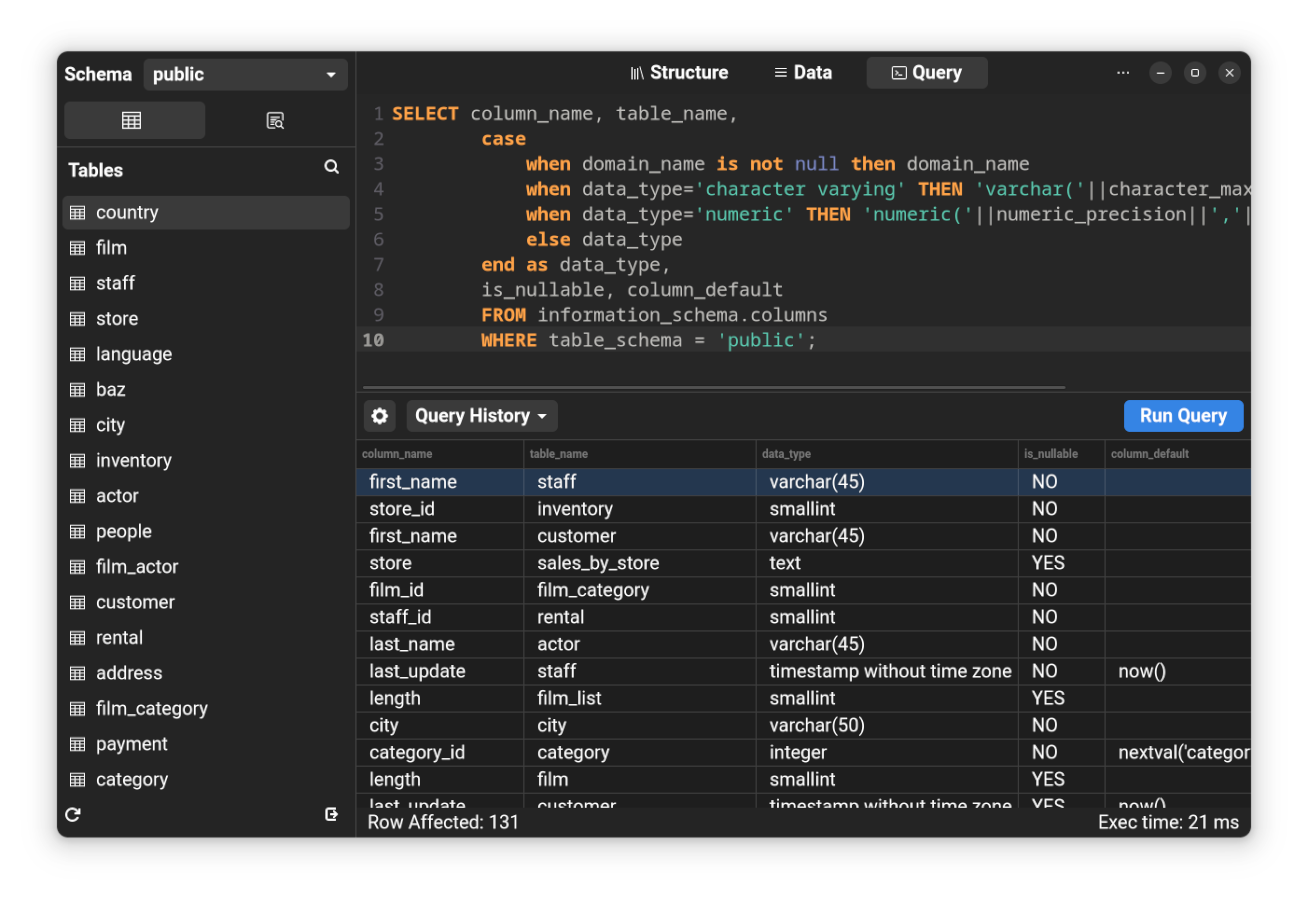 Schema public
Structure Data Query
Tables
country
film
staff
store
language
baz
city
inventory
actor
people
film_actor
customer
rental
address
film_category
payment
category
1 SELECT column_name, table_name,
2 case
3 when domain_name is not null then domain_name
4 when data_type='character varying' THEN 'varchar('||character_max
5 when data_type='numeric' THEN 'numeric('||numeric_precision||','|
6 else data_type
7 end as data_type,
8 is_nullable, column_default
9 FROM information_schema.columns
10 WHERE table_schema = 'public';
Query History Run Query
column_name table_name data_type is_nullable column_default
first_name staff varchar(45) NO
store_id inventory smallint NO
first_name customer varchar(45) NO
store sales_by_store text YES
film_id film_category smallint NO
staff_id rental smallint NO
last_name actor varchar(45) NO
last_update staff timestamp without time zone NO now()
length film_list smallint YES
city city varchar(50) NO
category_id category integer NO nextval('categor
length film smallint YES
last_update customer timestamp without time zone YES now()
Row Affected: 131 Exec time: 21 ms